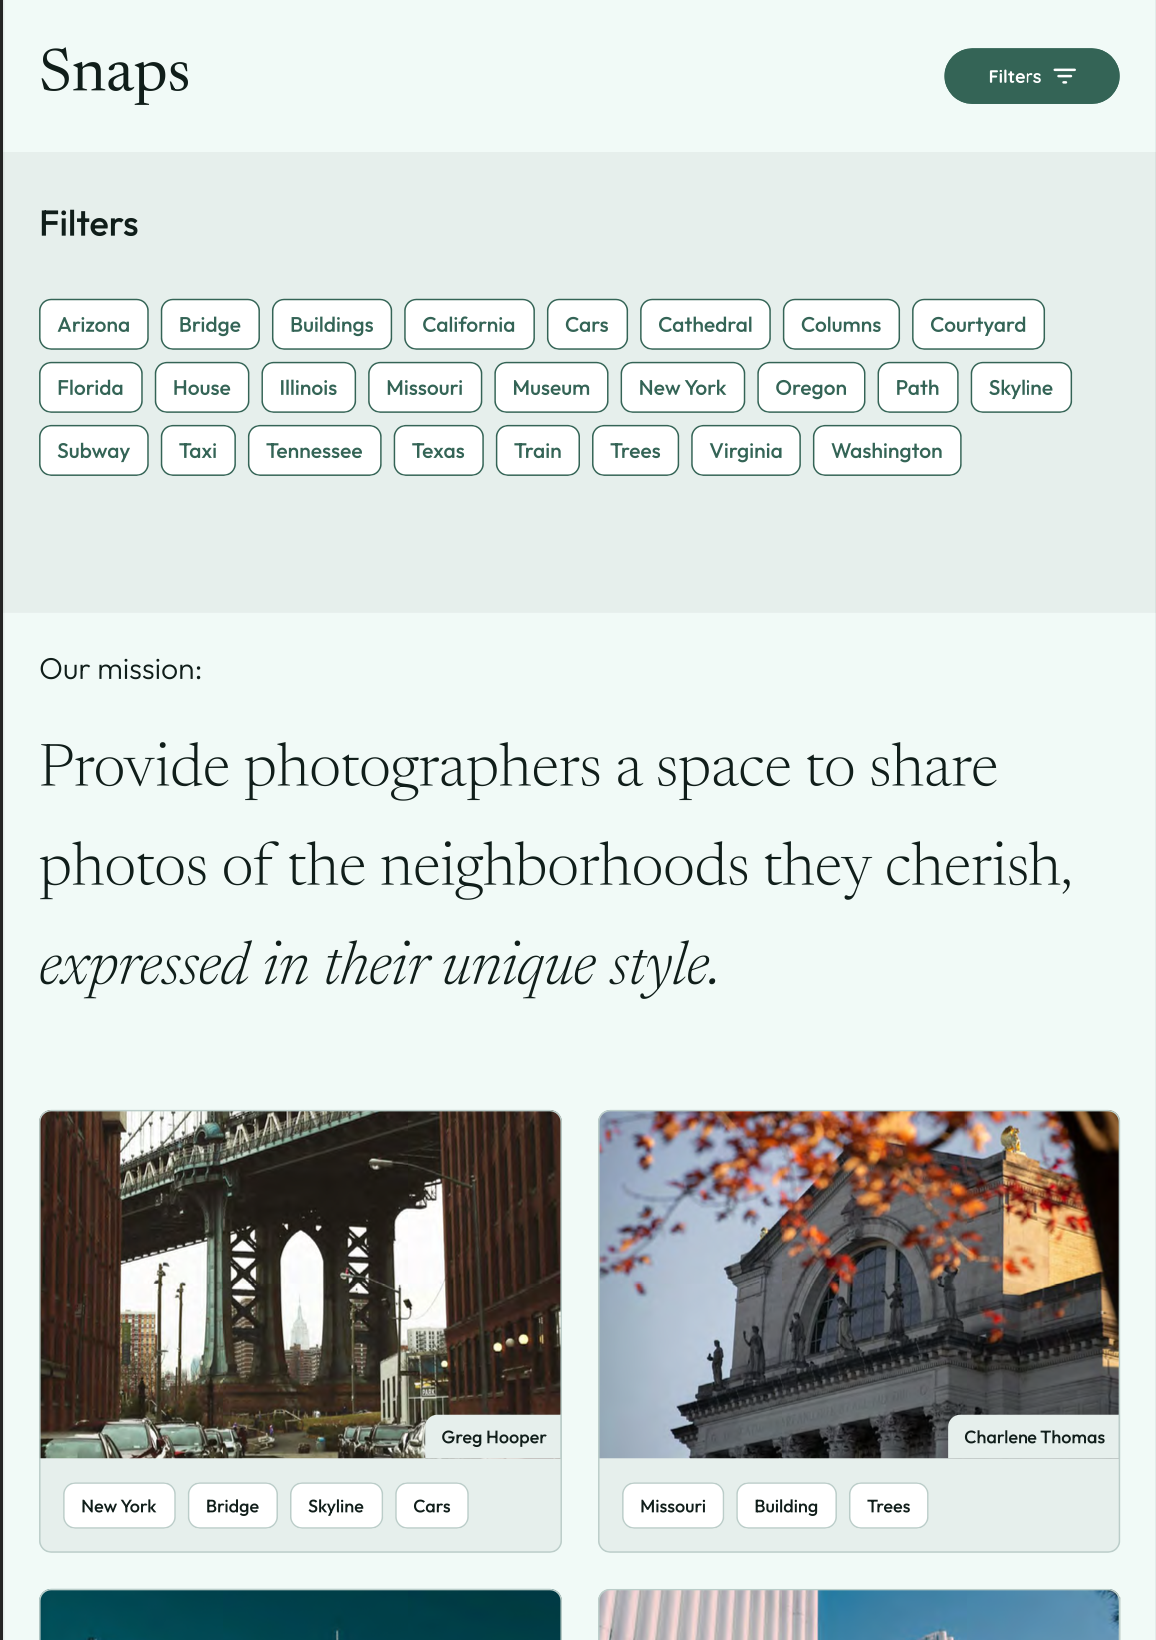 Snaps
Filters
Filters
Arizona Bridge Buildings California Cars Cathedral Columns Courtyard
Florida House Illinois Missouri Museum New York Oregon Path Skyline
Subway Taxi Tennessee Texas Train Trees Virginia Washington
Our mission:
Provide photographers a space to share
photos of the neighborhoods they cherish,
expressed in their unique style.
PARK
Greg Hooper
Charlene Thomas
New York Bridge Skyline Cars
Missouri Building Trees